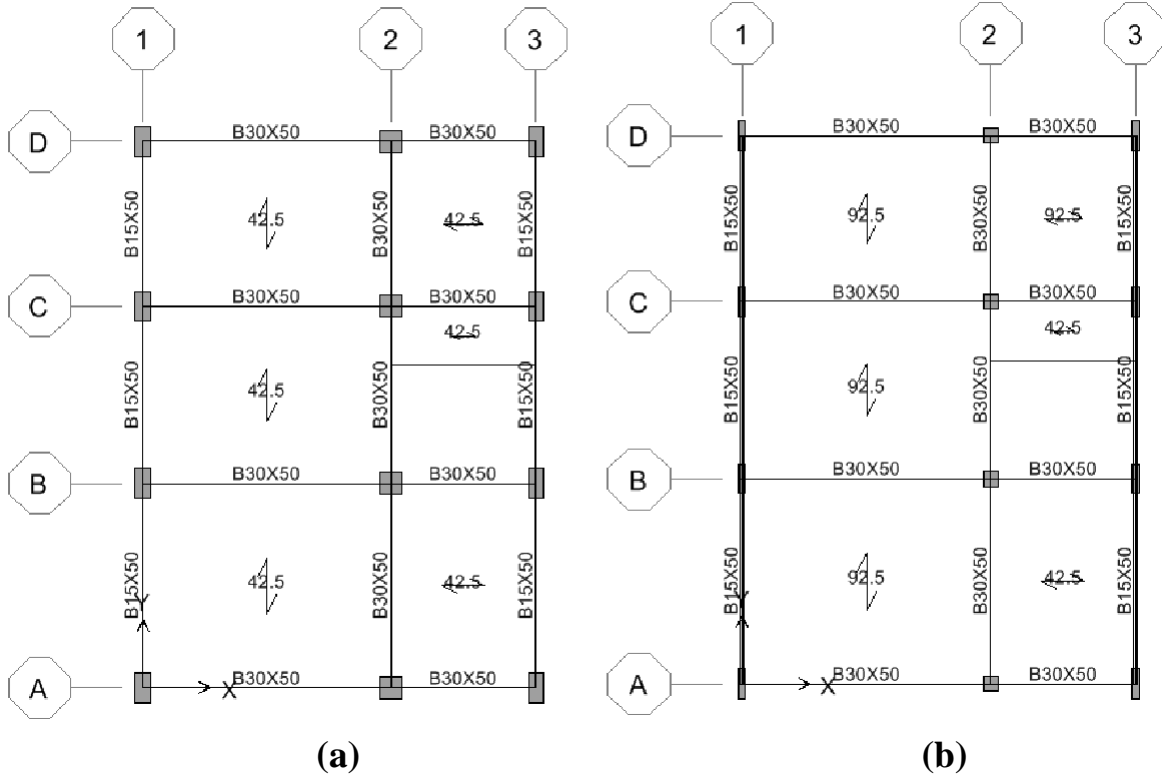 1 2 3
D B30X50 B30X50
B15X50 42.5 B30X50 42.5 B15X50
C B30X50 B30X50
42.5
B15X50 42.5 B30X50 B15X50
B B30X50 B30X50
B15X50 42.5 B30X50 42.5 B15X50
Y
A X B30X50 B30X50
(a)
1 2 3
D B30X50 B30X50
B15X50 92.5 B30X50 92.5 B15X50
C B30X50 B30X50
42.5
B15X50 92.5 B30X50 B15X50
B B30X50 B30X50
B15X50 92.5 B30X50 42.5 B15X50
Y
A X B30X50 B30X50
(b)